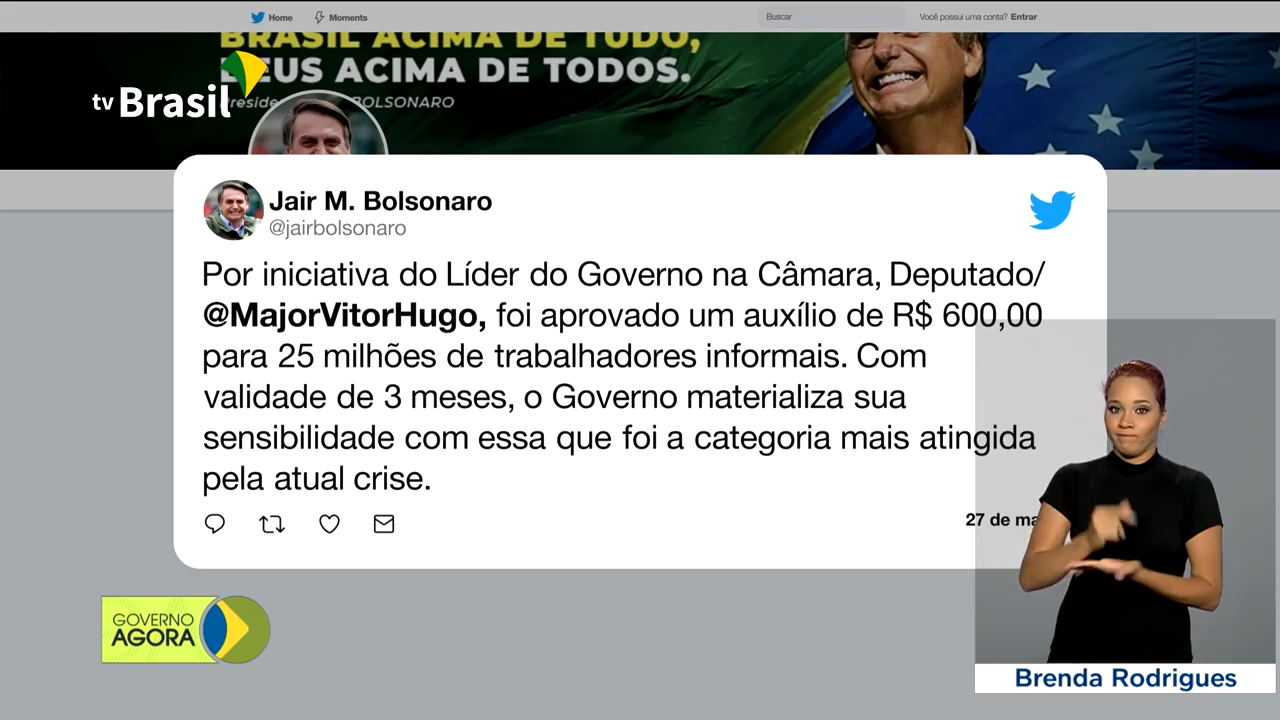 Home
Moments
Buscar
Você possui uma conta? Entrar
BRASIL ACIMA DE TUDO,
DEUS ACIMA DE TODOS.
BOLSONARO
tv Brasil
Jair M. Bolsonaro
@jairbolsonaro
Por iniciativa do Líder do Governo na Câmara, Deputado/
@MajorVitorHugo, foi aprovado um auxílio de R$ 600,00
para 25 milhões de trabalhadores informais. Com
validade de 3 meses, o Governo materializa sua
sensibilidade com essa que foi a categoria mais atingida
pela atual crise.
27 de ma
GOVERNO
AGORA
Brenda Rodrigues